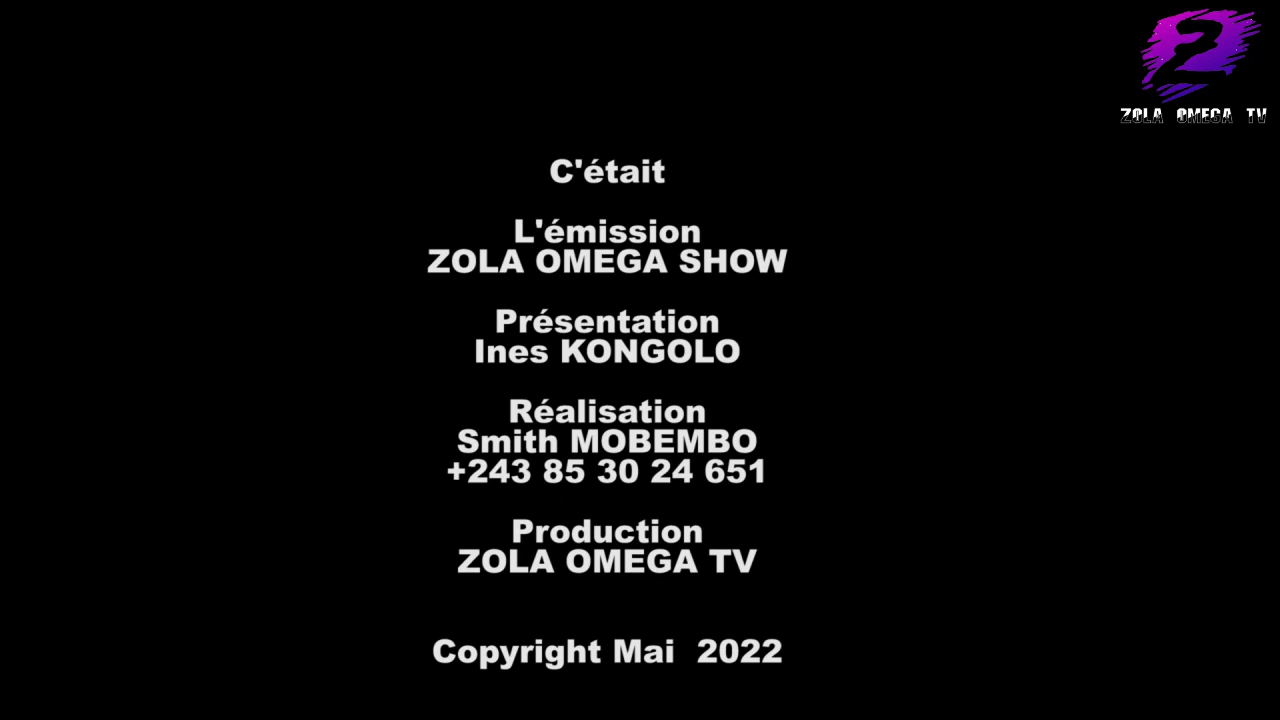 ZOLA OMEGA TV
C'était
L'émission
ZOLA OMEGA SHOW
Présentation
Ines KONGOLO
Réalisation
Smith MOBEMBO
+243 85 30 24 651
Production
ZOLA OMEGA TV
Copyright Mai  2022